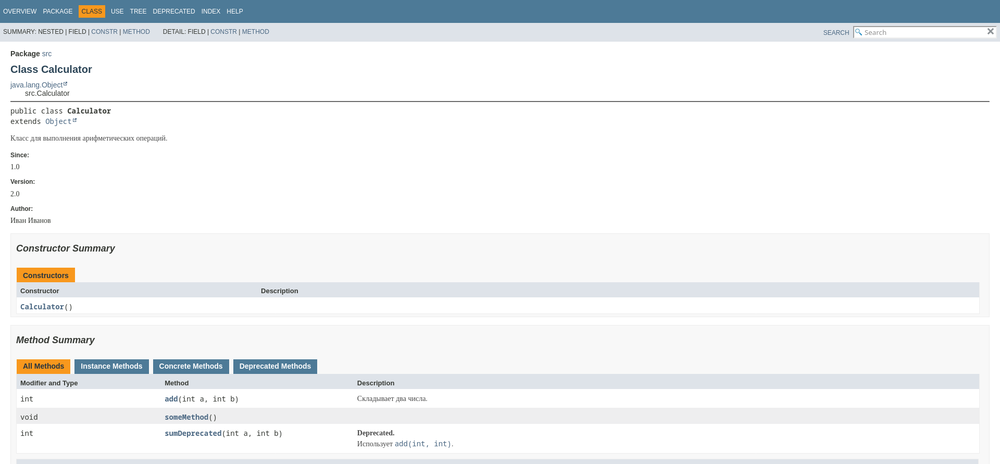 OVERVIEW PACKAGE CLASS USE TREE DEPRECATED INDEX HELP
SUMMARY: NESTED | FIELD | CONSTR | METHOD DETAIL: FIELD | CONSTR | METHOD SEARCH Search
Package src
Class Calculator
java.lang.Object
src.Calculator
public class Calculator
extends Object
Класс для выполнения арифметических операций.
Since:
1.0
Version:
2.0
Author:
Иван Иванов
Constructor Summary
Constructors
Constructor Description
Calculator()
Method Summary
All Methods Instance Methods Concrete Methods Deprecated Methods
Modifier and Type Method Description
int add(int a, int b) Складывает два числа.
void someMethod()
int sumDeprecated(int a, int b) Deprecated.
Использует add(int, int).